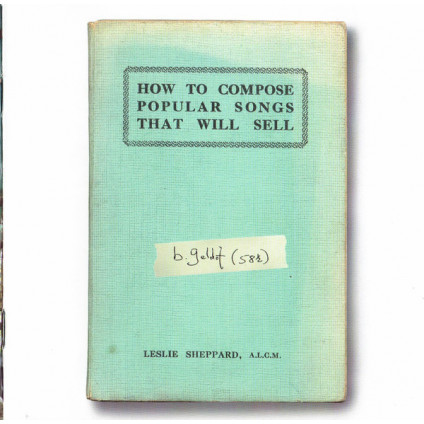 HOW TO COMPOSE
POPULAR SONGS
THAT WILL SELL
b. geldof (58½)
LESLIE SHEPPARD, A.L.C.M.